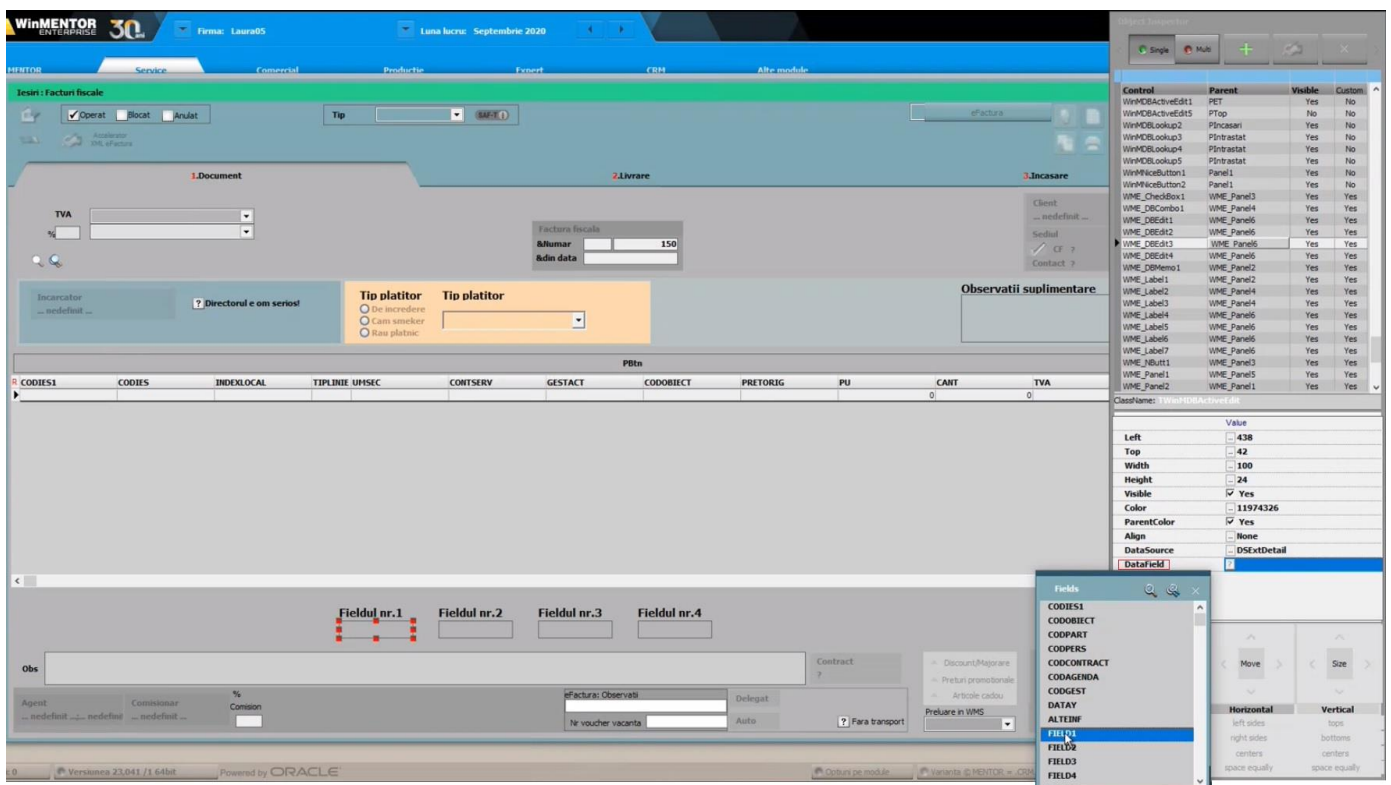 WinMENTOR ENTERPRISE 30 Firma: Laura05 Luna lucru: Septembrie 2020
MENTOR Service Comercial Productie Expert CRM Alte module
Iesiri : Facturi fiscale
Operat Blocat Anulat Tip SAF-T eFactura
Accelerator
XML eFactura
1.Document 2.Livrare 3.Incasare
TVA
%
Factura fiscala
&Numar 150
&din data
Client
... nedefinit ...
Sediul
CF ?
Contact ?
Incarcator
... nedefinit ...
? Directorul e om serios!
Tip platitor Tip platitor
De incredere
Cam smeker
Rau platnic
Observatii suplimentare
PBtn
R CODIES1 CODIES INDEXLOCAL TIPLINIE UMSEC CONTSERV GESTACT CODOBIECT PRETORIG PU CANT TVA
0 0
Fieldul nr.1 Fieldul nr.2 Fieldul nr.3 Fieldul nr.4
Obs
Contract
?
Discount/Majorare
Preturi promotionale
Articole cadou
Agent
... nedefinit ...;... nedefini
Cumisionar
... nedefinit ...
%
Comision
eFactura: Observatii
Nr voucher vacanta
Delegat
Auto
? Fara transport
Preluare in WMS
Versiunea 23.041 /1 64bit Powered by ORACLE Optiuni pe module
Object Inspector
Single Multi
Control Parent Visible Custom
WinMDBActiveEdit1 PET Yes No
WinMDBActiveEdit5 PTop No No
WinMDBLookup2 PIncasari Yes No
WinMDBLookup3 PIntrastat Yes No
WinMDBLookup4 PIntrastat Yes No
WinMDBLookup5 PIntrastat Yes No
WinMNiceButton1 Panel1 Yes No
WinMNiceButton2 Panel1 Yes No
WME_CheckBox1 WME_Panel3 Yes Yes
WME_DBCombo1 WME_Panel4 Yes Yes
WME_DBEdit1 WME_Panel6 Yes Yes
WME_DBEdit2 WME_Panel6 Yes Yes
WME_DBEdit3 WME_Panel6 Yes Yes
WME_DBEdit4 WME_Panel6 Yes Yes
WME_DBMemo1 WME_Panel2 Yes Yes
WME_Label1 WME_Panel2 Yes Yes
WME_Label2 WME_Panel4 Yes Yes
WME_Label3 WME_Panel4 Yes Yes
WME_Label4 WME_Panel6 Yes Yes
WME_Label5 WME_Panel6 Yes Yes
WME_Label6 WME_Panel6 Yes Yes
WME_Label7 WME_Panel6 Yes Yes
WME_NButt1 WME_Panel3 Yes Yes
WME_Panel1 WME_Panel5 Yes Yes
WME_Panel2 WME_Panel1 Yes Yes
ClassName: TWinMDBActiveEdit
Value
Left ... 438
Top ... 42
Width ... 100
Height ... 24
Visible Yes
Color ... 11974326
ParentColor Yes
Align ... None
DataSource ... DSExtDetail
DataField ?
Fields
CODIES1
CODOBIECT
CODPART
CODPERS
CODCONTRACT
CODAGENDA
CODGEST
DATAY
ALTEINF
FIELD1
FIELD2
FIELD3
FIELD4
Move Size
Horizontal Vertical
left sides tops
right sides bottoms
centers centers
space equally space equally